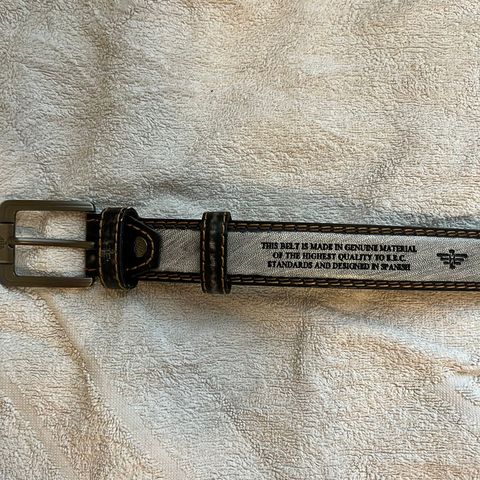 THIS BELT IS MADE IN GENUINE MATERIAL
OF THE HIGHEST QUALITY TO E.E.C.
STANDARDS AND DESIGNED IN SPANISH